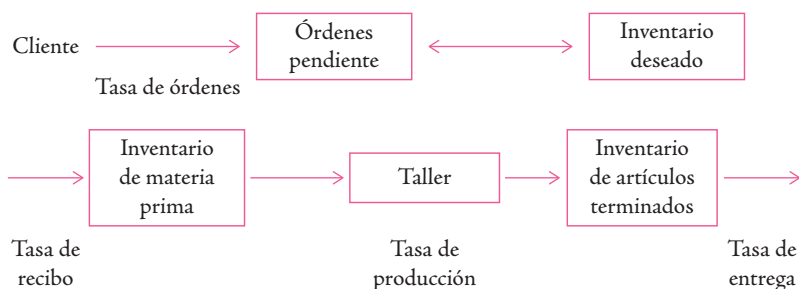 Cliente
Órdenes
pendiente
Inventario
deseado
Tasa de órdenes
Inventario
de materia
prima
Taller
Inventario
de artículos
terminados
Tasa de
recibo
Tasa de
producción
Tasa de
entrega